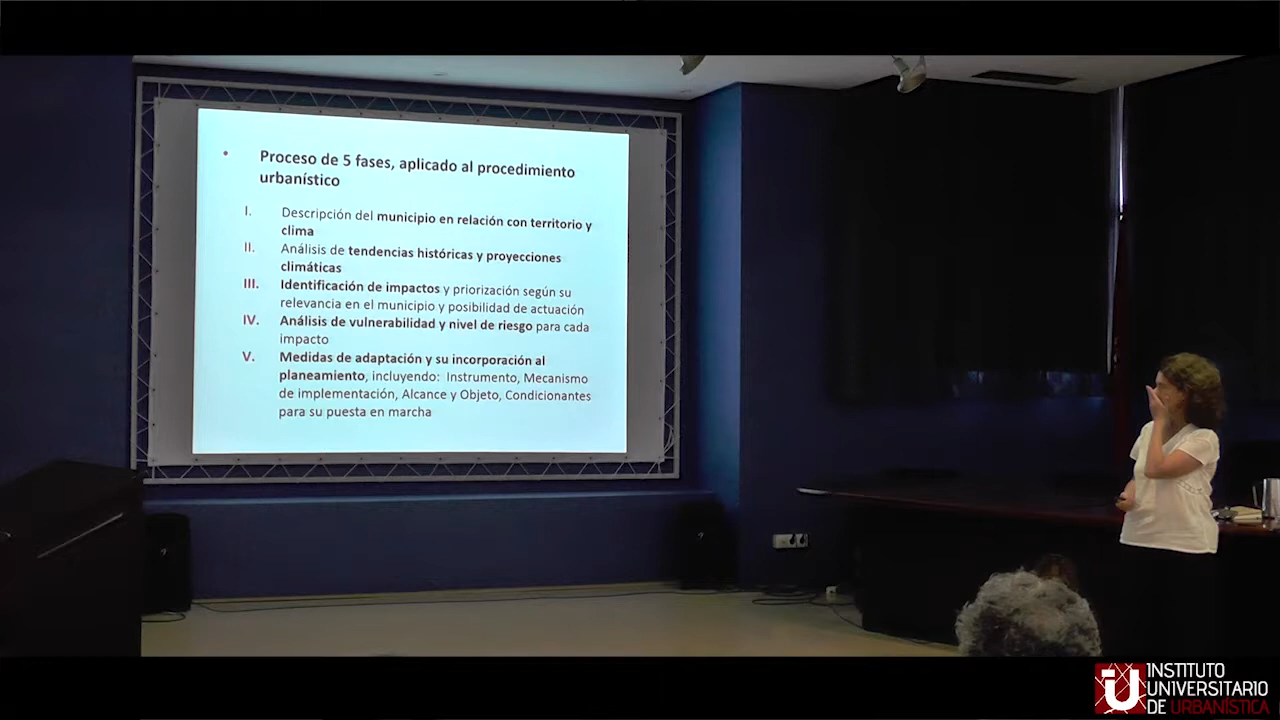 • Proceso de 5 fases, aplicado al procedimiento
urbanístico
I. Descripción del municipio en relación con territorio y
clima
II. Análisis de tendencias históricas y proyecciones
climáticas
III. Identificación de impactos y priorización según su
relevancia en el municipio y posibilidad de actuación
IV. Análisis de vulnerabilidad y nivel de riesgo para cada
impacto
V. Medidas de adaptación y su incorporación al
planeamiento, incluyendo: Instrumento, Mecanismo
de implementación, Alcance y Objeto, Condicionantes
para su puesta en marcha
iU INSTITUTO
UNIVERSITARIO
DE URBANÍSTICA